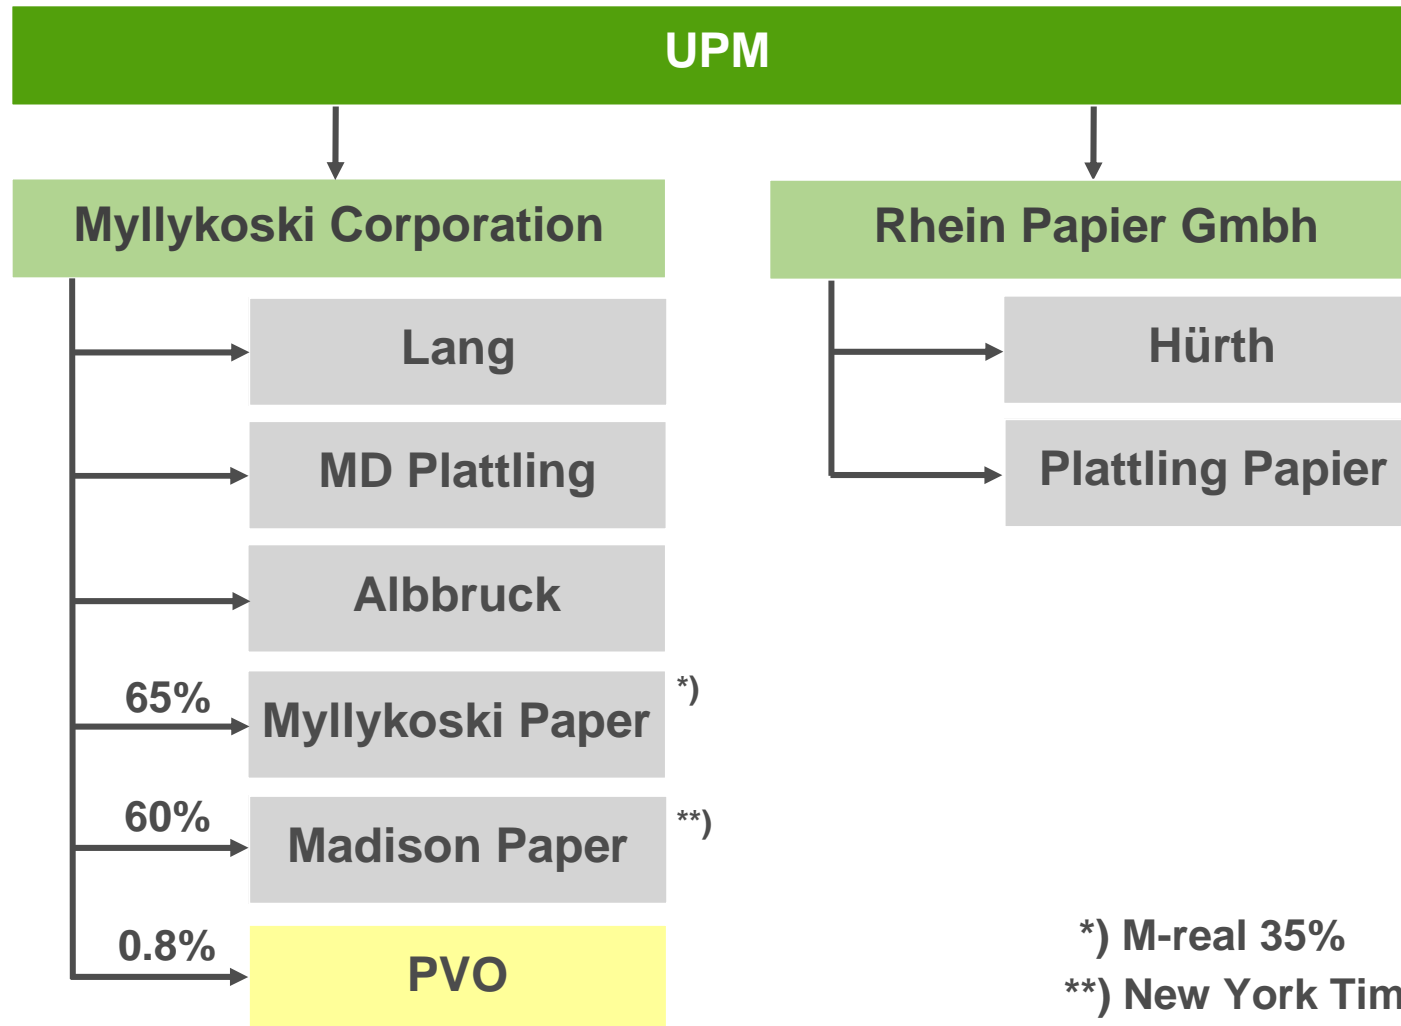 UPM
Myllykoski Corporation
Lang
MD Plattling
Albbruck
65%
Myllykoski Paper *)
60%
Madison Paper **)
0.8%
PVO
Rhein Papier Gmbh
Hürth
Plattling Papier
*) M-real 35%
**) New York